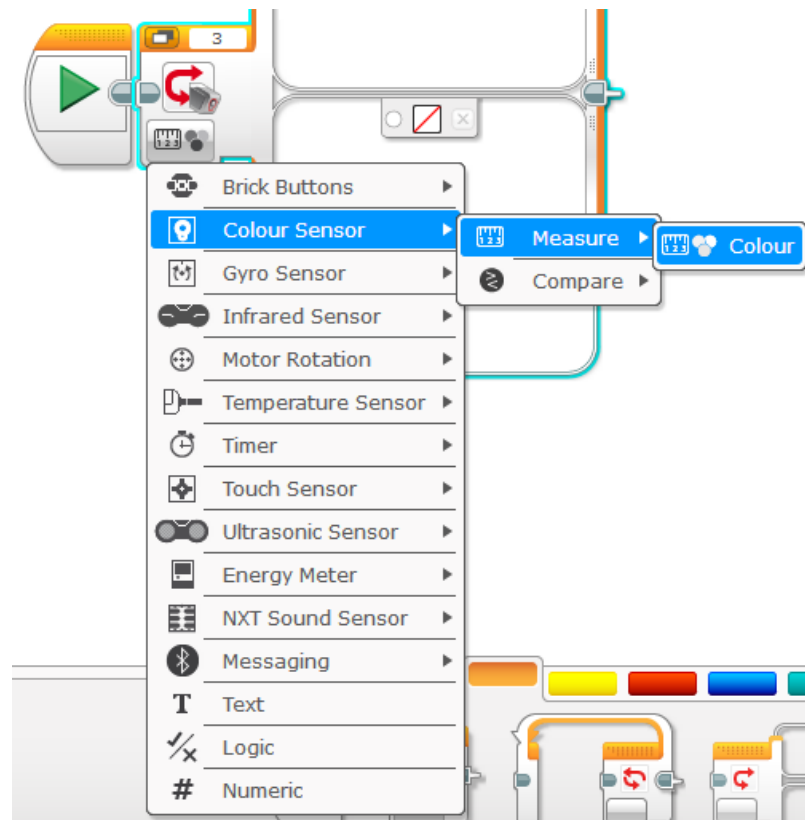 3
Brick Buttons
Colour Sensor
Measure
Colour
Gyro Sensor
Compare
Infrared Sensor
Motor Rotation
Temperature Sensor
Timer
Touch Sensor
Ultrasonic Sensor
Energy Meter
NXT Sound Sensor
Messaging
T Text
Logic
# Numeric